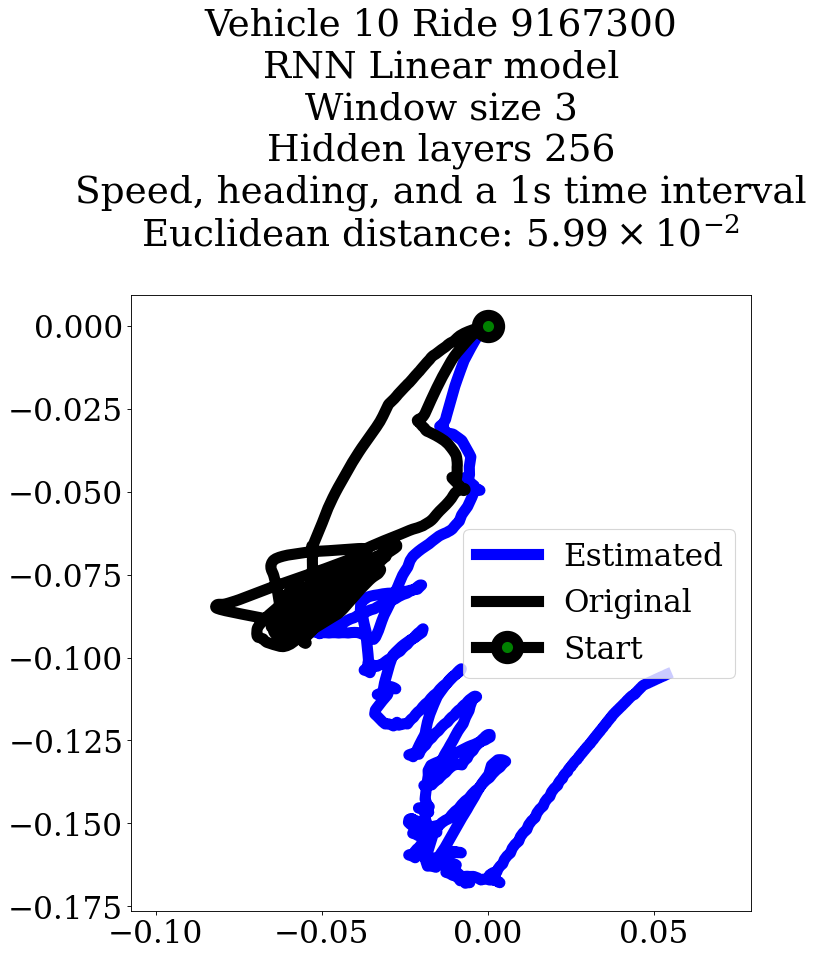 Vehicle 10 Ride 9167300
RNN Linear model
Window size 3
Hidden layers 256
Speed, heading, and a 1s time interval
Euclidean distance: 5.99 × 10⁻²
0.000
−0.025
−0.050
−0.075
−0.100
−0.125
−0.150
−0.175
Estimated
Original
Start
−0.10
−0.05
0.00
0.05